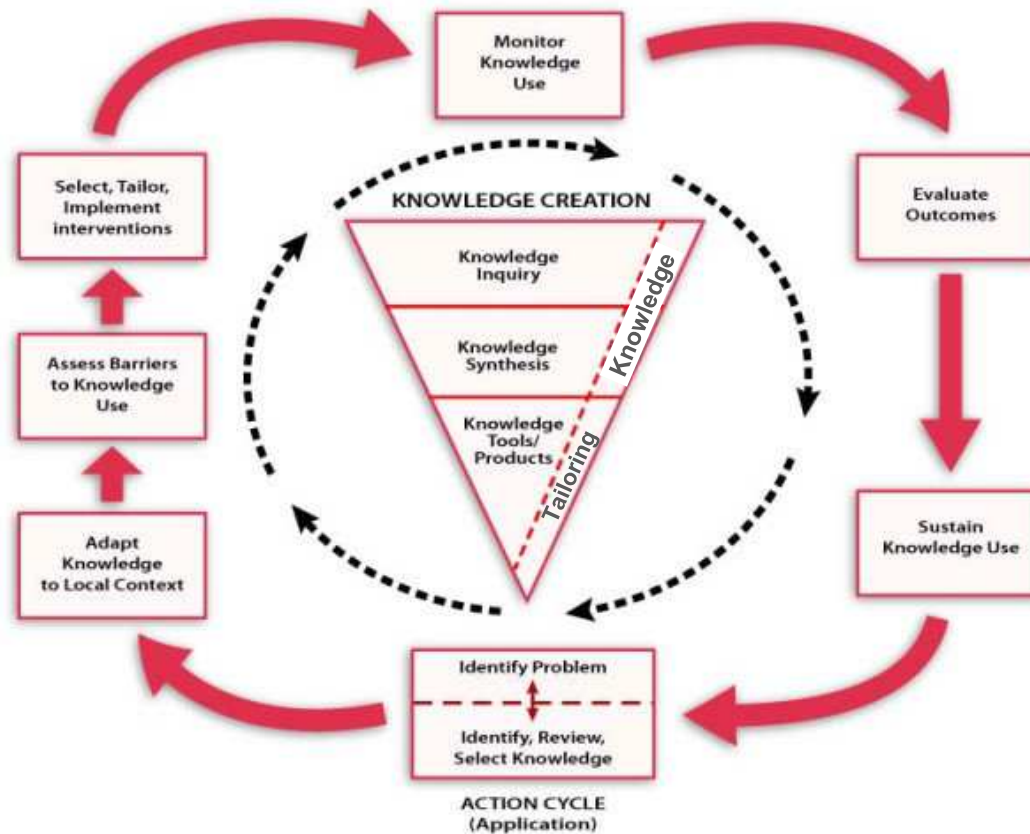 Monitor
Knowledge
Use
Select, Tailor,
Implement
interventions
Evaluate
Outcomes
KNOWLEDGE CREATION
Knowledge
Inquiry
Knowledge
Synthesis
Knowledge
Tools/
Products
Tailoring Knowledge
Assess Barriers
to Knowledge
Use
Adapt
Knowledge
to Local Context
Sustain
Knowledge Use
Identify Problem
Identify, Review,
Select Knowledge
ACTION CYCLE
(Application)